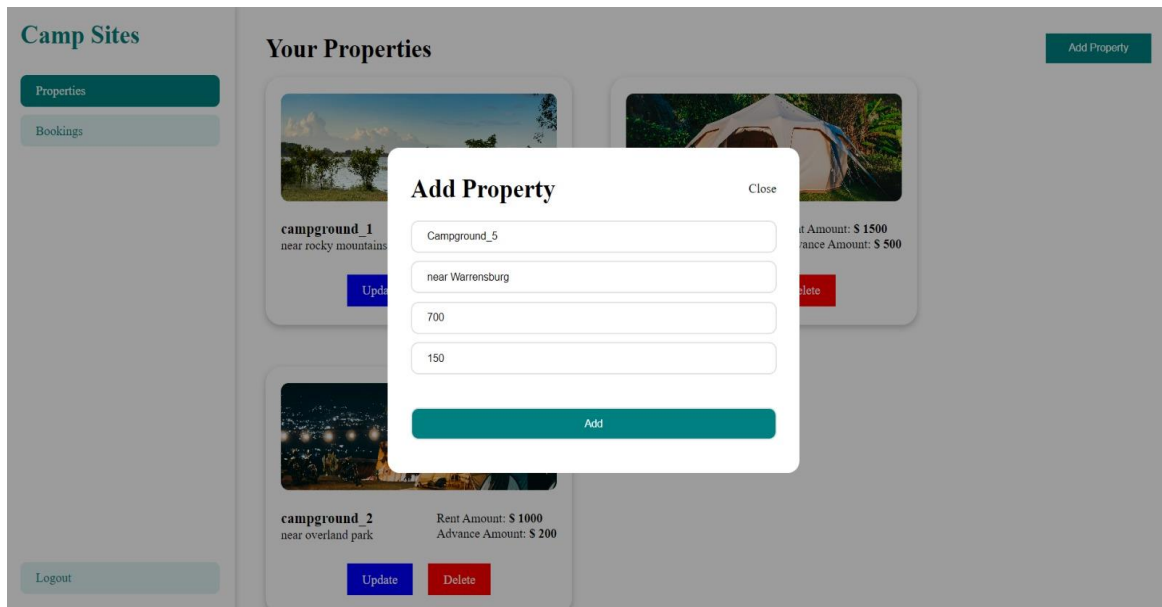 Camp Sites
Properties
Bookings
Logout
Your Properties
Add Property
campground_1
near rocky mountains
Upda
t Amount: $ 1500
vance Amount: $ 500
elete
Add Property
Close
Campground_5
near Warrensburg
700
150
Add
campground_2
near overland park
Rent Amount: $ 1000
Advance Amount: $ 200
Update
Delete